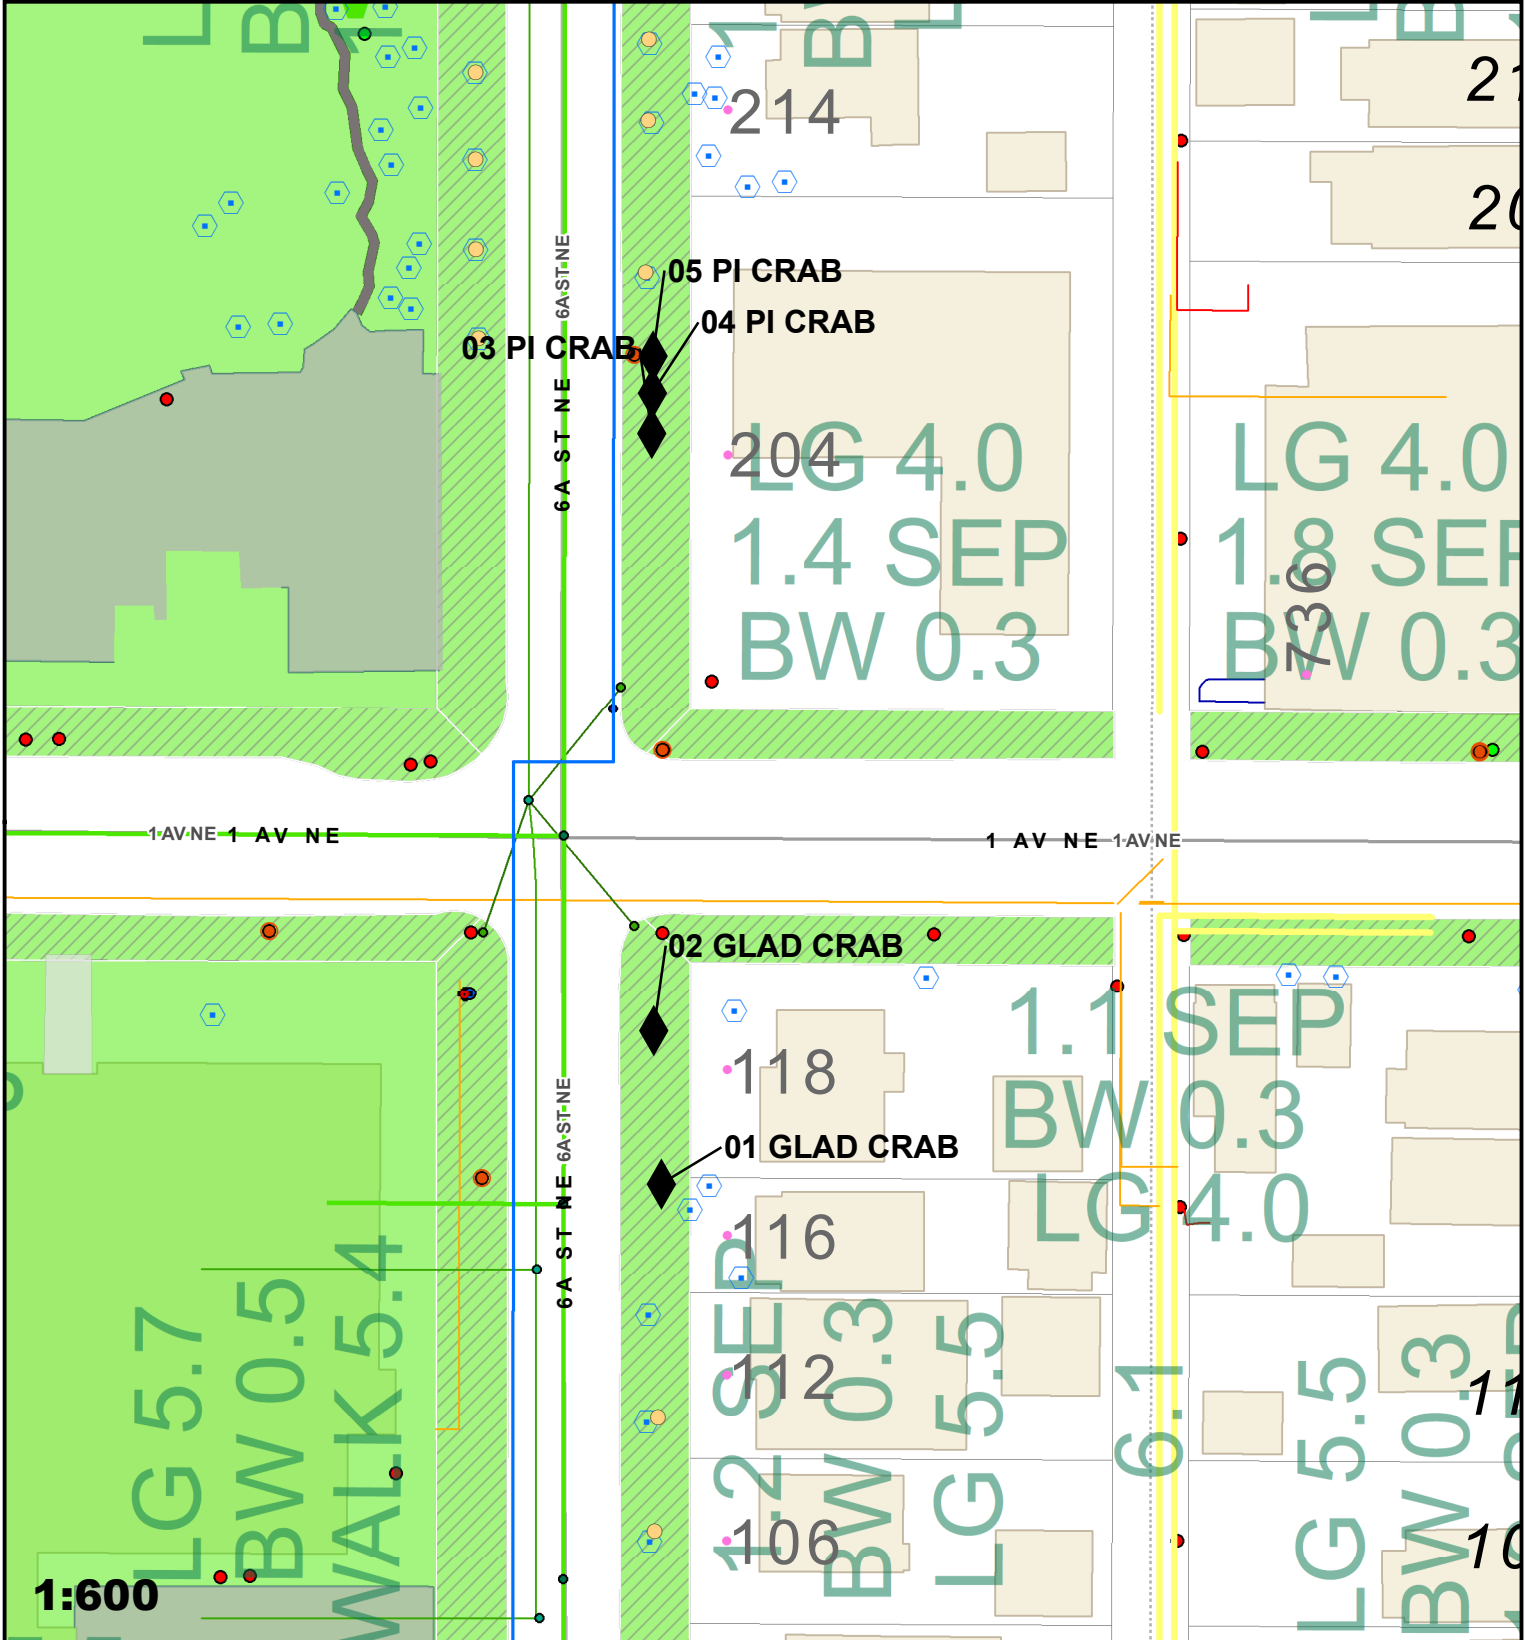 214
6A ST NE
05 PI CRAB
04 PI CRAB
03 PI CRAB
6A ST NE
204
LG 4.0
1.4 SEP
BW 0.3
LG 4.0
1.8 SEP
BW 0.3
736
1 AV NE
1 AV NE
1 AV NE
1 AV NE
02 GLAD CRAB
1.1 SEP
BW 0.3
LG 4.0
118
6A ST NE
01 GLAD CRAB
6A ST NE
116
112
106
1.2 SEP
BW 0.3
LG 5.5
6.1
LG 5.5
BW 0.3
LG 5.7
BW 0.5
WALK 5.4
1:600